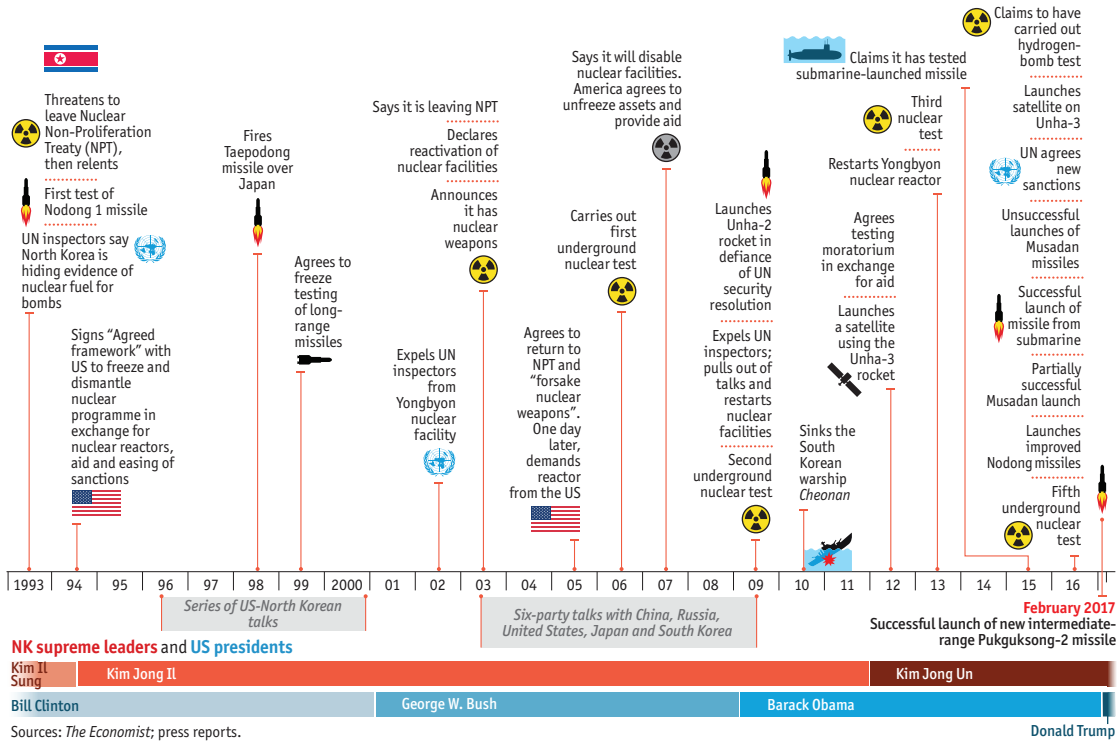 Threatens to
leave Nuclear
Non-Proliferation
Treaty (NPT),
then relents
First test of
Nodong 1 missile
UN inspectors say
North Korea is
hiding evidence of
nuclear fuel for
bombs
Signs “Agreed
framework” with
US to freeze and
dismantle
nuclear
programme in
exchange for
nuclear reactors,
aid and easing of
sanctions
Fires
Taepodong
missile over
Japan
Agrees to
freeze
testing
of long-
range
missiles
Says it is leaving NPT
Declares
reactivation of
nuclear facilities
Announces
it has
nuclear
weapons
Expels UN
inspectors
from
Yongbyon
nuclear
facility
Agrees to
return to
NPT and
“forsake
nuclear
weapons”.
One day
later,
demands
reactor
from the US
Says it will disable
nuclear facilities.
America agrees to
unfreeze assets and
provide aid
Carries out
first
underground
nuclear test
Launches
Unha-2
rocket in
defiance
of UN
security
resolution
Expels UN
inspectors;
pulls out of
talks and
restarts
nuclear
facilities
Second
underground
nuclear test
Sinks the
South
Korean
warship
Cheonan
Claims it has tested
submarine-launched missile
Third
nuclear
test
Restarts Yongbyon
nuclear reactor
Agrees
testing
moratorium
in exchange
for aid
Launches
a satellite
using the
Unha-3
rocket
Claims to have
carried out
hydrogen-
bomb test
Launches
satellite on
Unha-3
UN agrees
new
sanctions
Unsuccessful
launches of
Musadan
missiles
Successful
launch of
missile from
submarine
Partially
successful
Musadan launch
Launches
improved
Nodong missiles
Fifth
underground
nuclear
test
1993 94 95 96 97 98 99 2000 01 02 03 04 05 06 07 08 09 10 11 12 13 14 15 16
Series of US-North Korean
talks
Six-party talks with China, Russia,
United States, Japan and South Korea
February 2017
Successful launch of new intermediate-
range Pukguksong-2 missile
NK supreme leaders and US presidents
Kim Il
Sung
Kim Jong Il
Kim Jong Un
Bill Clinton
George W. Bush
Barack Obama
Sources: The Economist; press reports.
Donald Trump